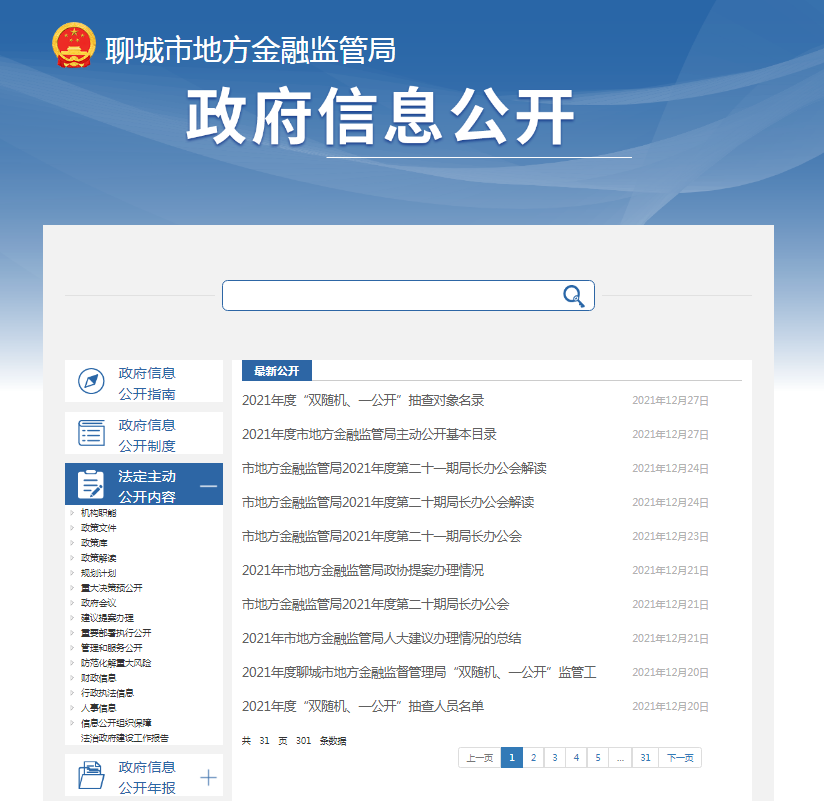 聊城市地方金融监管局
政府信息公开
政府信息
公开指南
政府信息
公开制度
法定主动
公开内容
机构职能
政策文件
政策库
政策解读
规划计划
重大决策预公开
政府会议
建议提案办理
重要部署执行公开
管理和服务公开
防范化解重大风险
财政信息
行政执法信息
人事信息
信息公开组织保障
法治政府建设工作报告
政府信息
公开年报
最新公开
2021年度“双随机、一公开”抽查对象名录 2021年12月27日
2021年度市地方金融监管局主动公开基本目录 2021年12月27日
市地方金融监管局2021年度第二十一期局长办公会解读 2021年12月24日
市地方金融监管局2021年度第二十期局长办公会解读 2021年12月24日
市地方金融监管局2021年度第二十一期局长办公会 2021年12月23日
2021年市地方金融监管局政协提案办理情况 2021年12月21日
市地方金融监管局2021年度第二十期局长办公会 2021年12月21日
2021年市地方金融监管局人大建议办理情况的总结 2021年12月21日
2021年度聊城市地方金融监督管理局“双随机、一公开”监管工 2021年12月20日
2021年度“双随机、一公开”抽查人员名单 2021年12月20日
共 31 页 301 条数据
上一页 1 2 3 4 5 ... 31 下一页